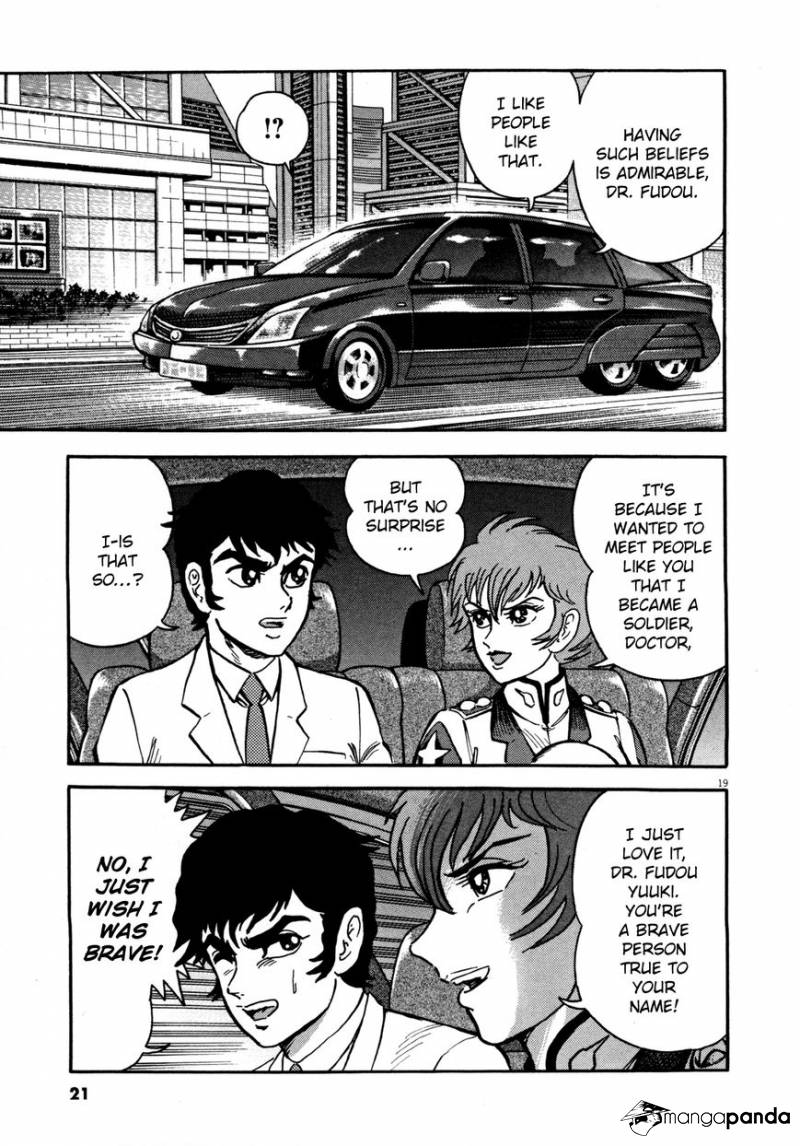 HAVING
SUCH BELIEFS
IS ADMIRABLE,
DR. FUDOU.
I LIKE
PEOPLE
LIKE
THAT.
!?
IT'S
BECAUSE I
WANTED TO
MEET PEOPLE
LIKE YOU
THAT I
BECAME A
SOLDIER,
DOCTOR,
BUT
THAT'S NO
SURPRISE
...
I-IS
THAT
SO...?
19
I JUST
LOVE IT,
DR. FUDOU
YUUKI.
YOU'RE
A BRAVE
PERSON
TRUE TO
YOUR
NAME!
NO, I
JUST
WISH I
WAS
BRAVE!
21
mangapanda